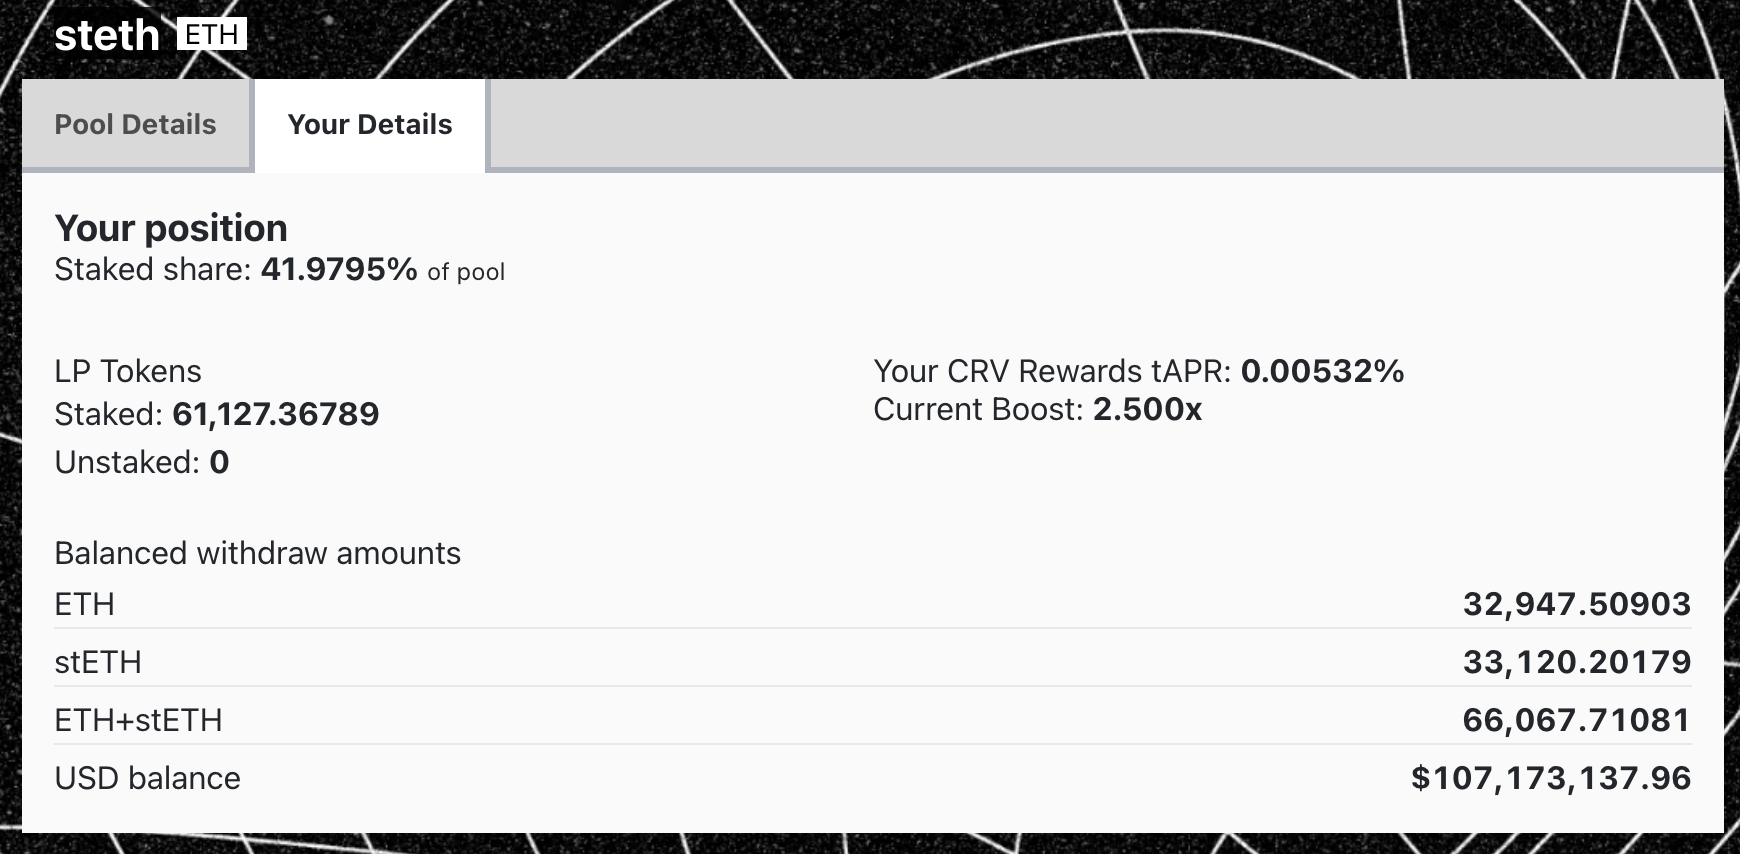 steth ETH
Pool Details Your Details
Your position
Staked share: 41.9795% of pool
LP Tokens
Staked: 61,127.36789
Unstaked: 0
Your CRV Rewards tAPR: 0.00532%
Current Boost: 2.500x
Balanced withdraw amounts
ETH 32,947.50903
stETH 33,120.20179
ETH+stETH 66,067.71081
USD balance $107,173,137.96